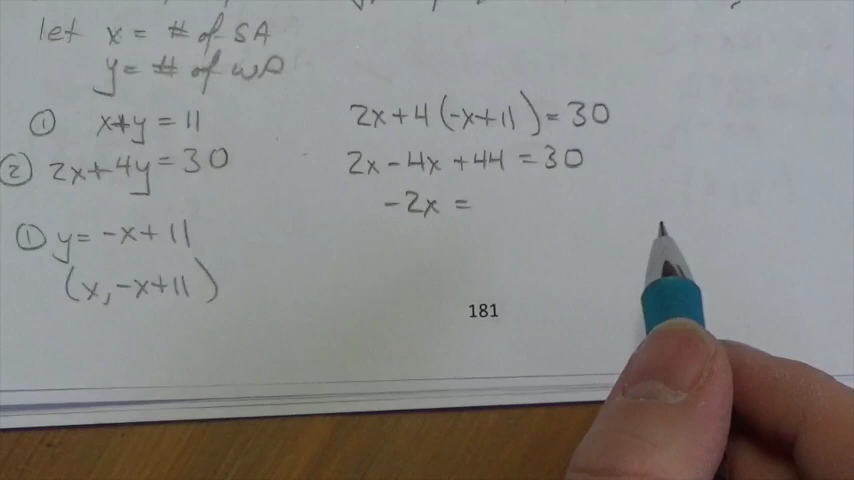 let x = # of SA
y = # of WA
① x+y = 11
② 2x+4y = 30
① y = -x+11
(x, -x+11)
2x+4(-x+11) = 30
2x - 4x + 44 = 30
-2x =
181